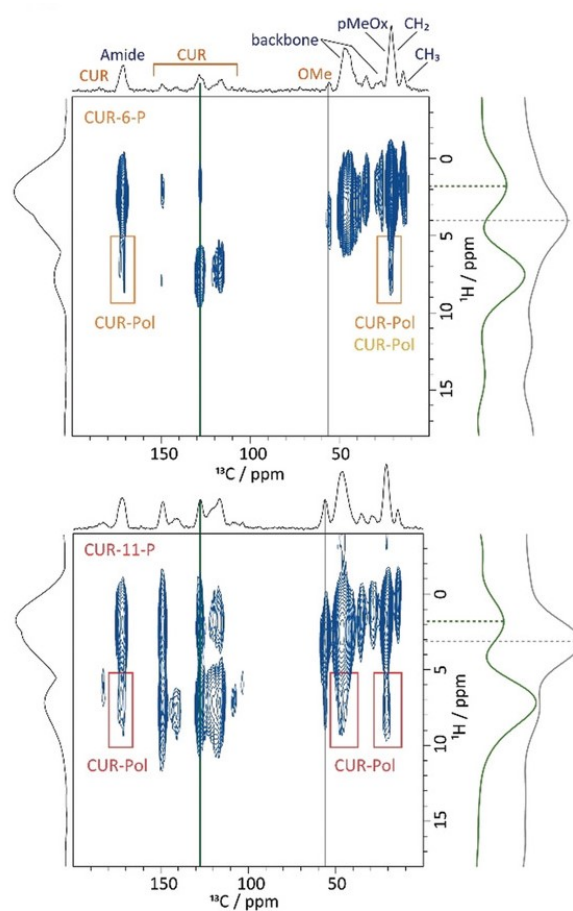 pMeOx
CH₂
backbone
CUR
Amide
CH₃
CUR
OMe
CUR-6-P
0
5
10
15
¹H / ppm
CUR-Pol
CUR-Pol
CUR-Pol
150
100
50
¹³C / ppm
CUR-11-P
0
5
10
15
¹H / ppm
CUR-Pol
CUR-Pol
150
100
50
¹³C / ppm